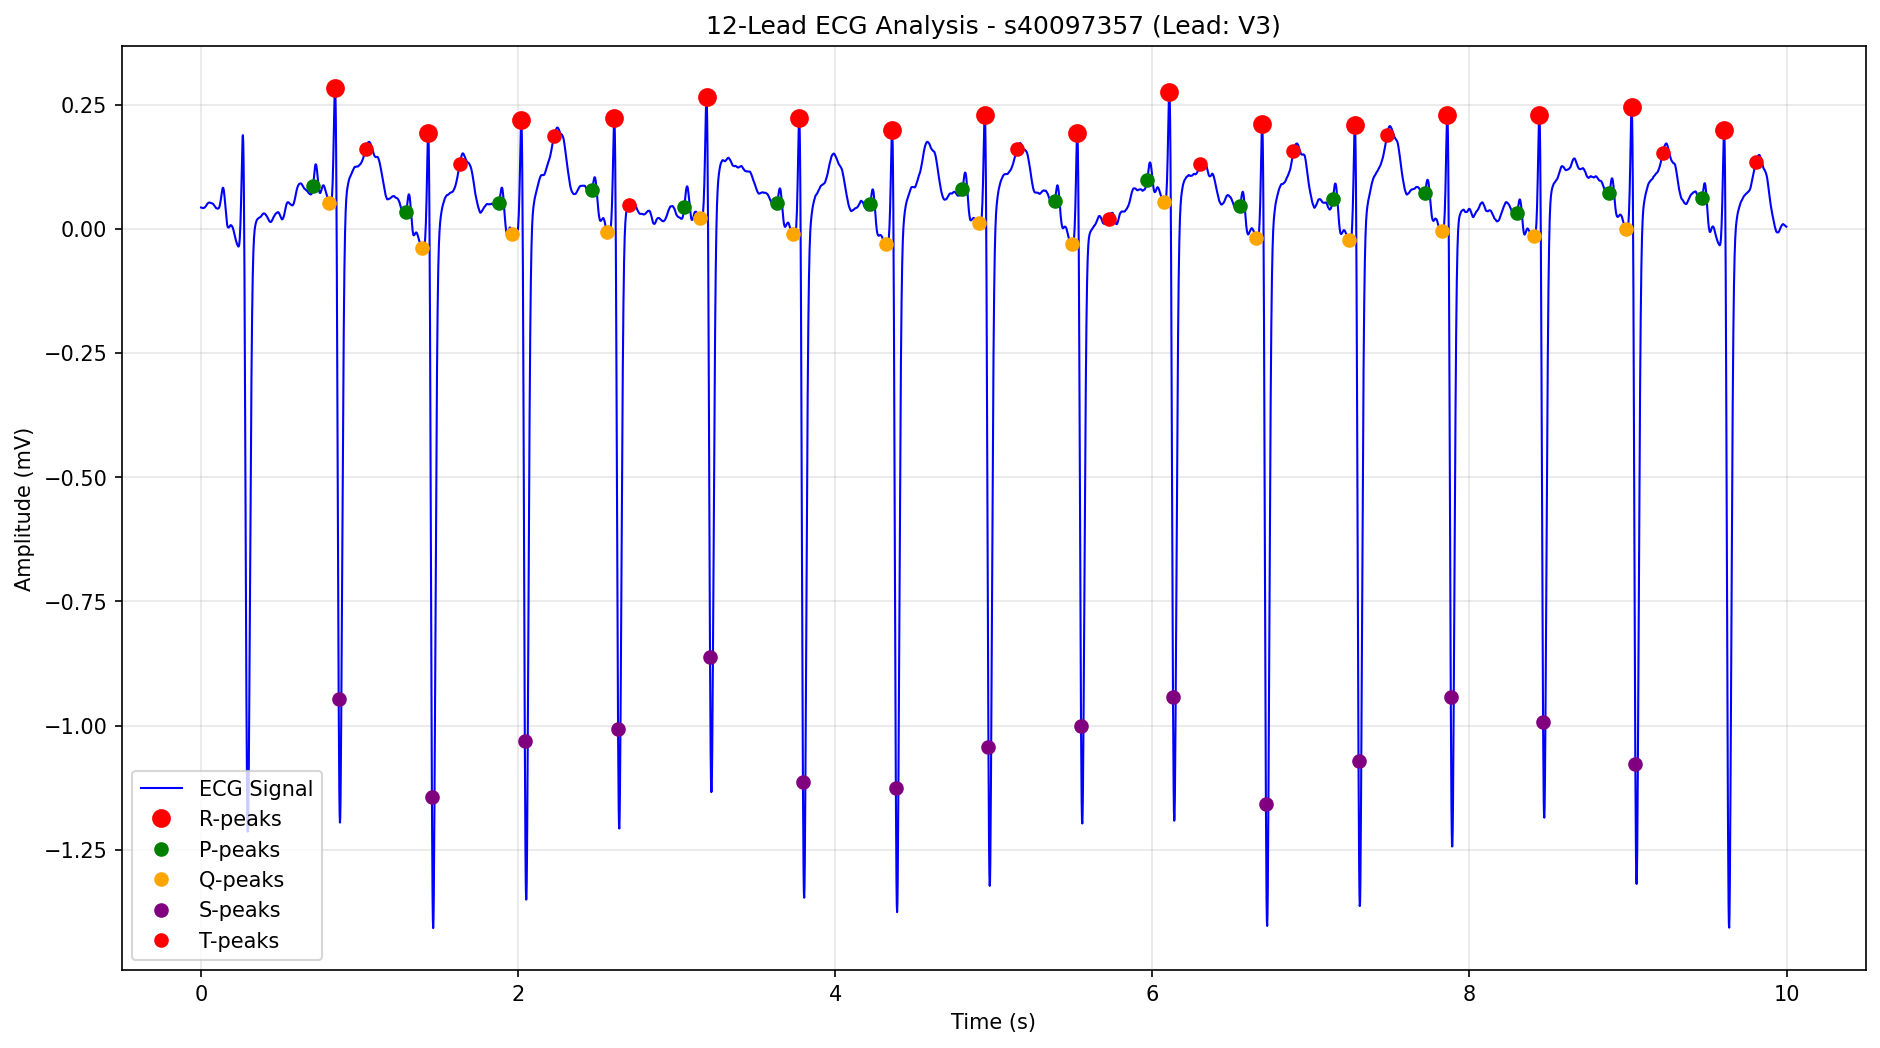 12-Lead ECG Analysis - s40097357 (Lead: V3)
Amplitude (mV)
0.25
0.00
−0.25
−0.50
−0.75
−1.00
−1.25
ECG Signal
R-peaks
P-peaks
Q-peaks
S-peaks
T-peaks
0 2 4 6 8 10
Time (s)